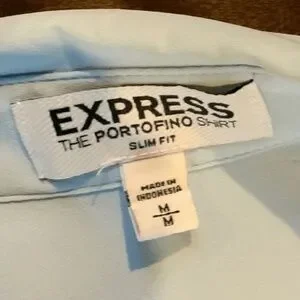 EXPRESS
THE PORTOFINO SHIRT
SLIM FIT
MADE IN
INDONESIA
M
M